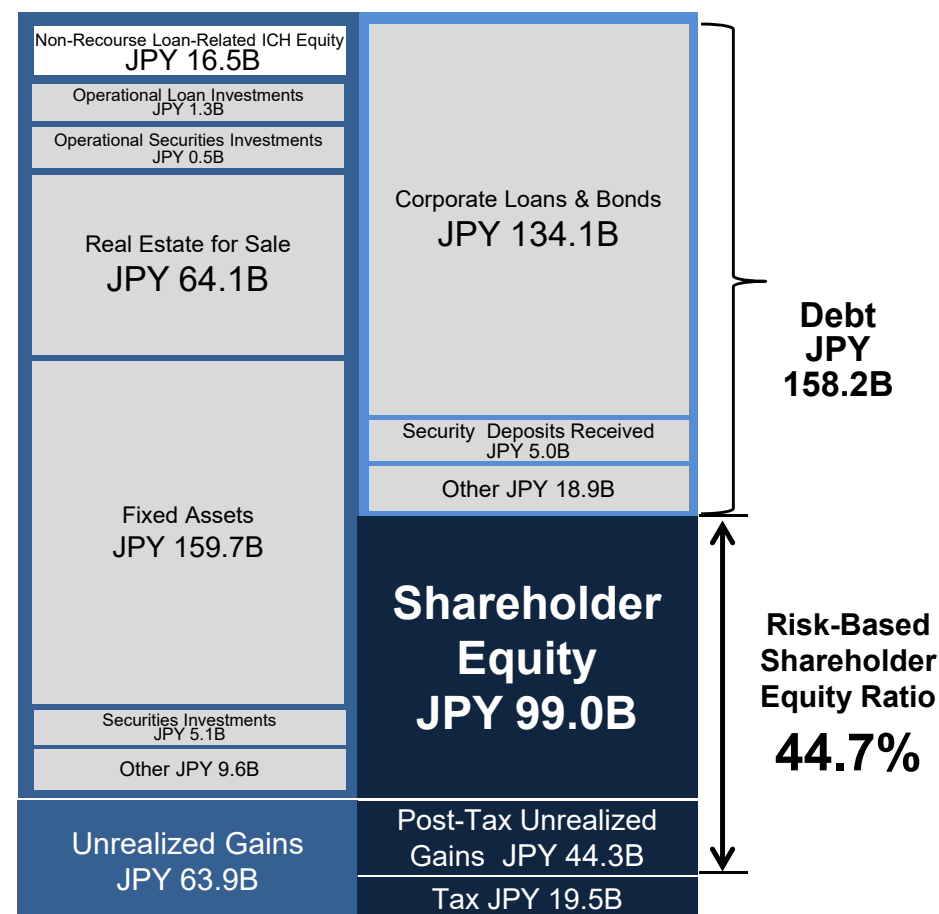 Non-Recourse Loan-Related ICH Equity
JPY 16.5B
Operational Loan Investments
JPY 1.3B
Operational Securities Investments
JPY 0.5B
Real Estate for Sale
JPY 64.1B
Fixed Assets
JPY 159.7B
Securities Investments
JPY 5.1B
Other JPY 9.6B
Unrealized Gains
JPY 63.9B
Corporate Loans & Bonds
JPY 134.1B
Security Deposits Received
JPY 5.0B
Other JPY 18.9B
Shareholder
Equity
JPY 99.0B
Post-Tax Unrealized
Gains JPY 44.3B
Tax JPY 19.5B
Debt
JPY
158.2B
Risk-Based
Shareholder
Equity Ratio
44.7%